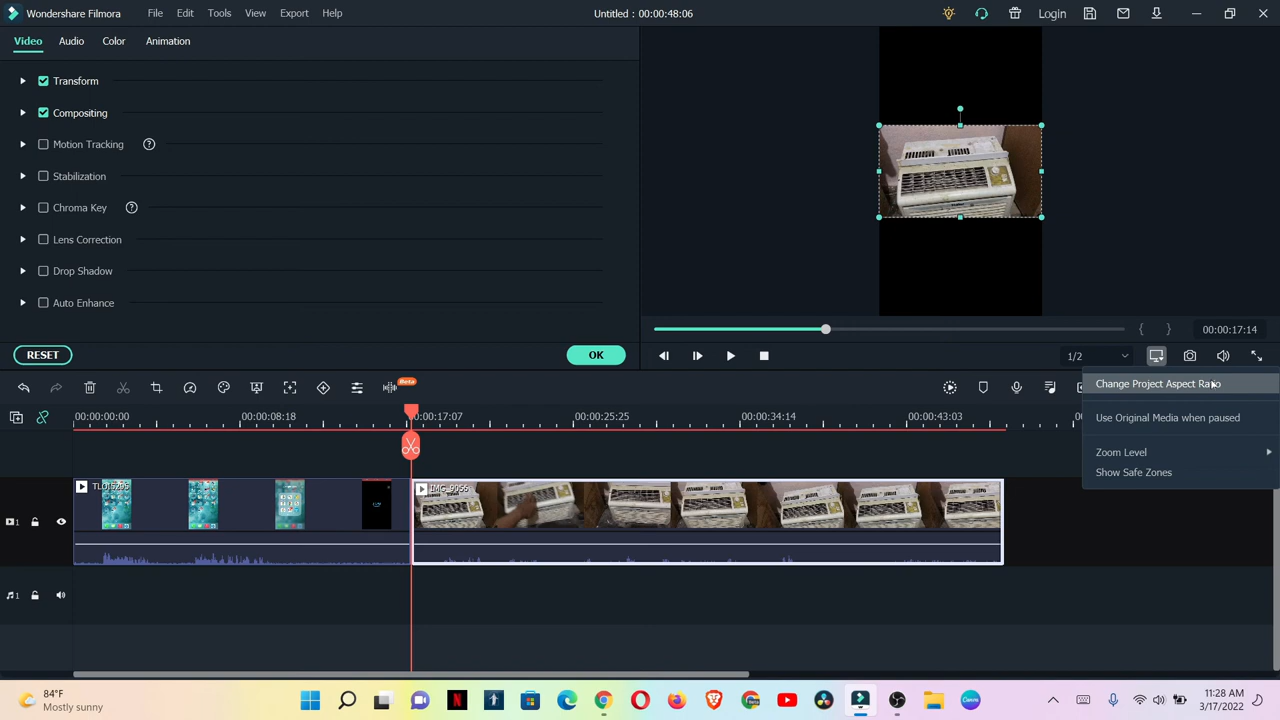 Wondershare Filmora File Edit Tools View Export Help Untitled : 00:00:48:06 Login
Video Audio Color Animation
Transform
Compositing
Motion Tracking ?
Stabilization
Chroma Key ?
Lens Correction
Drop Shadow
Auto Enhance
RESET OK
00:00:17:14
1/2
Change Project Aspect Ratio
Use Original Media when paused
Zoom Level
Show Safe Zones
Beta
00:00:00:00 00:00:08:18 00:00:17:07 00:00:25:25 00:00:34:14 00:00:43:03
IMG_9055
1
1
84°F
Mostly sunny
11:28 AM
3/17/2022